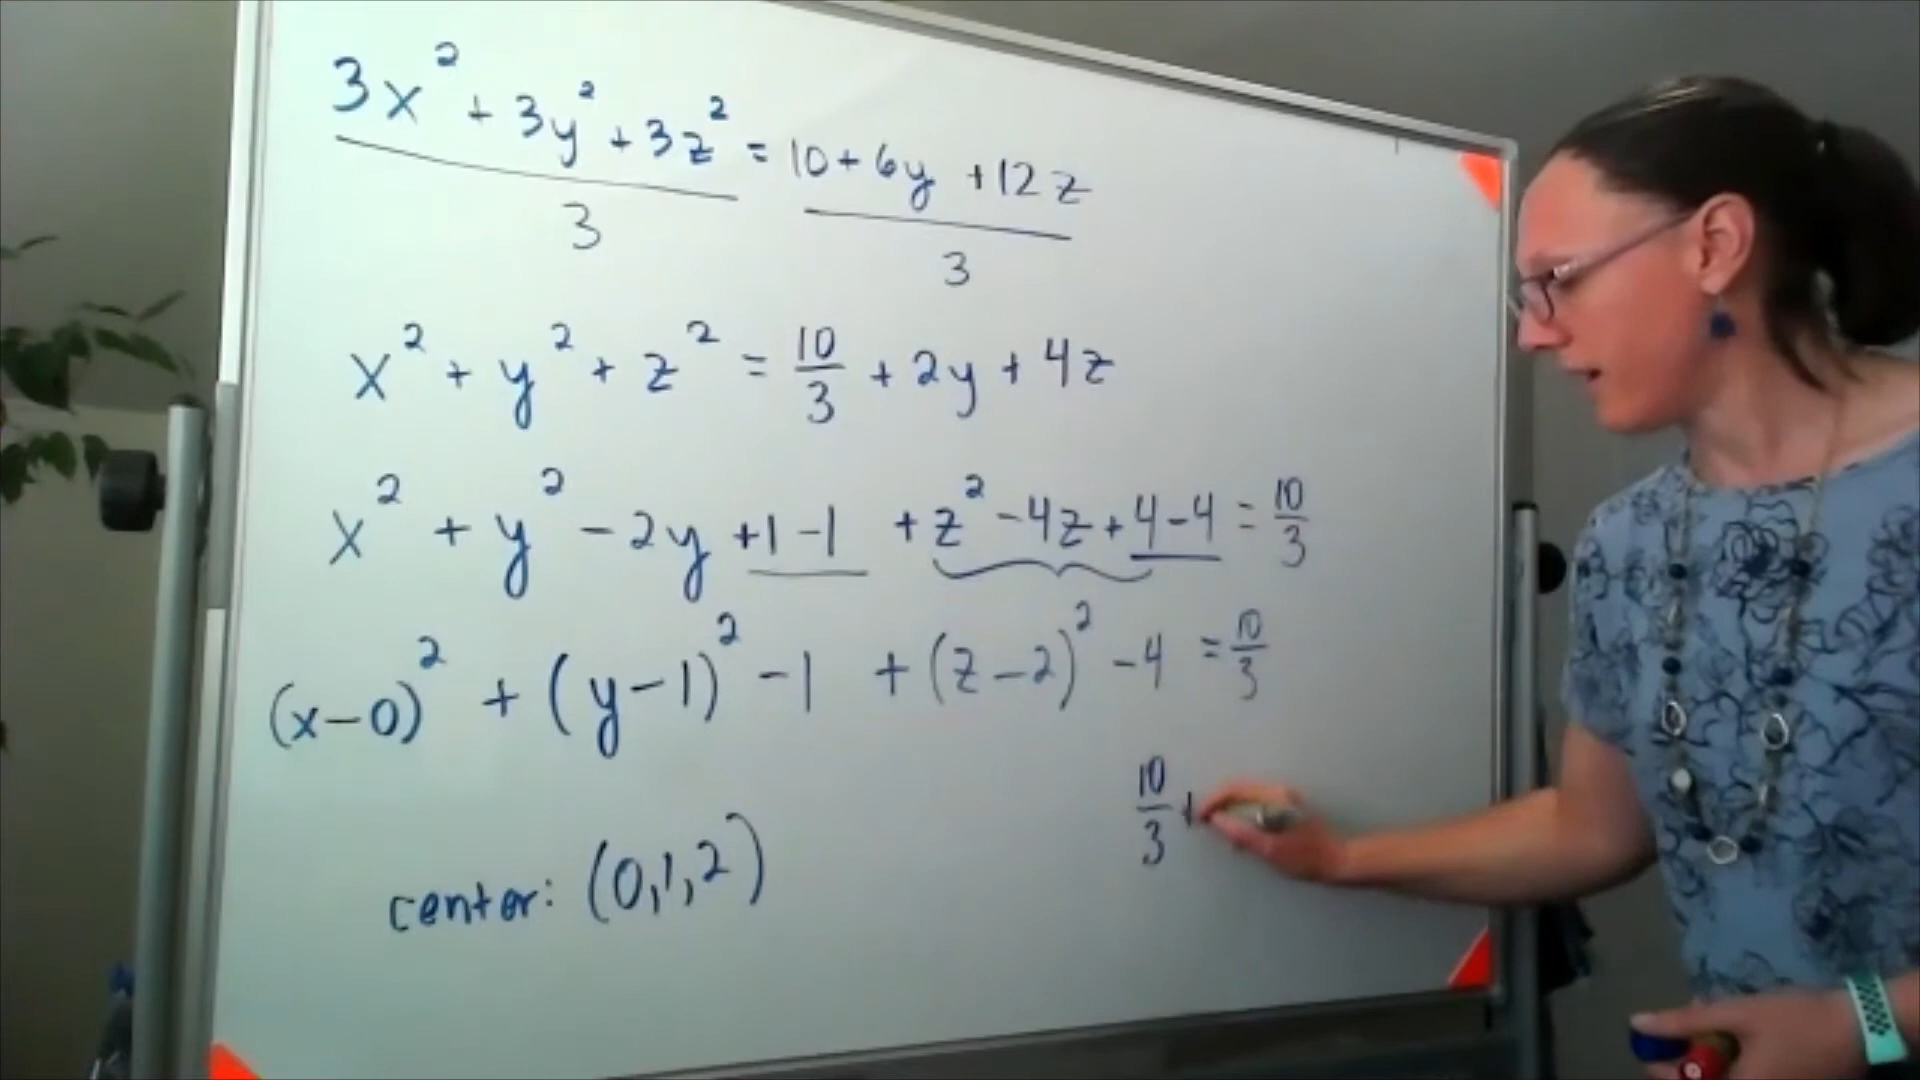 3x² + 3y² + 3z² = 10 + 6y + 12z
3 3
x² + y² + z² = 10/3 + 2y + 4z
x² + y² - 2y + 1 - 1 + z² - 4z + 4 - 4 = 10/3
(x - 0)² + (y - 1)² - 1 + (z - 2)² - 4 = 10/3
10/3 +
center: (0,1,2)